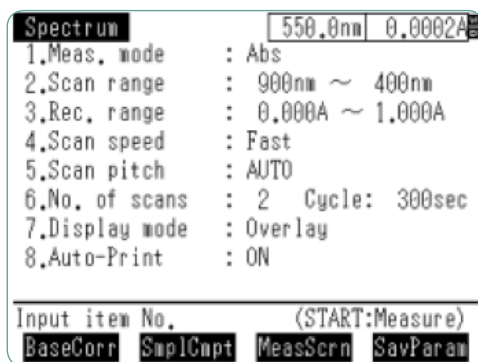 Spectrum 550.0nm 0.0002A
1.Meas. mode : Abs
2.Scan range : 900nm ~ 400nm
3.Rec. range : 0.000A ~ 1.000A
4.Scan speed : Fast
5.Scan pitch : AUTO
6.No. of scans : 2 Cycle: 300sec
7.Display mode : Overlay
8.Auto-Print : ON
Input item No. (START:Measure)
BaseCorr SmplCmpt MeasScrn SavParam